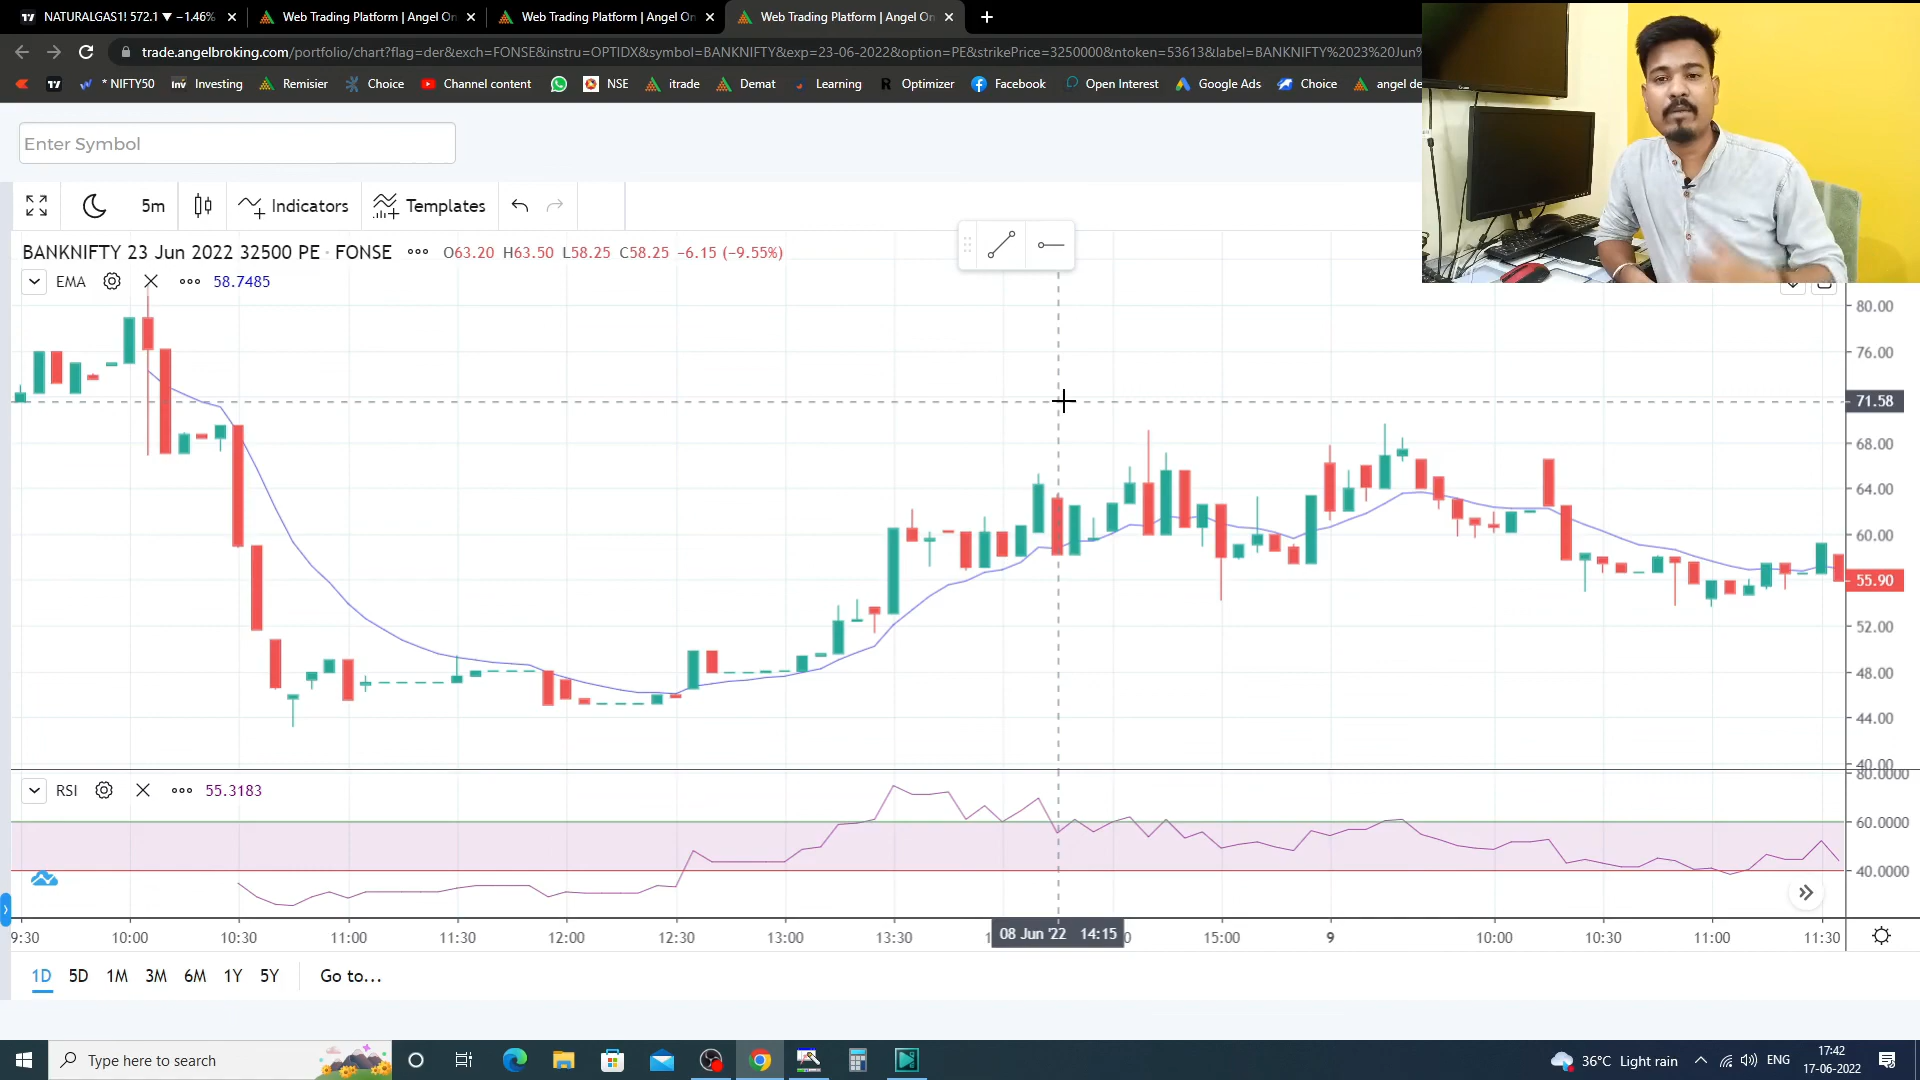 NATURALGAS1! 572.1 ▼ −1.46%
Web Trading Platform | Angel On
Web Trading Platform | Angel On
Web Trading Platform | Angel On
trade.angelbroking.com/portfolio/chart?flag=der&exch=FONSE&instru=OPTIDX&symbol=BANKNIFTY&exp=23-06-2022&option=PE&strikePrice=3250000&ntoken=53613&label=BANKNIFTY%2023%20Jun%
* NIFTY50 Inv Investing Remisier Choice Channel content NSE itrade Demat Learning R Optimizer Facebook Open Interest Google Ads Choice angel de
Enter Symbol
5m Indicators Templates
BANKNIFTY 23 Jun 2022 32500 PE · FONSE ••• O63.20 H63.50 L58.25 C58.25 −6.15 (−9.55%)
EMA 58.7485
80.00
76.00
71.58
68.00
64.00
60.00
55.90
52.00
48.00
44.00
40.00
RSI 55.3183
80.0000
60.0000
40.0000
9:30 10:00 10:30 11:00 11:30 12:00 12:30 13:00 13:30 08 Jun '22 14:15 15:00 9 10:00 10:30 11:00 11:30
1D 5D 1M 3M 6M 1Y 5Y Go to...
Type here to search
36°C Light rain ENG
17:42
17-06-2022